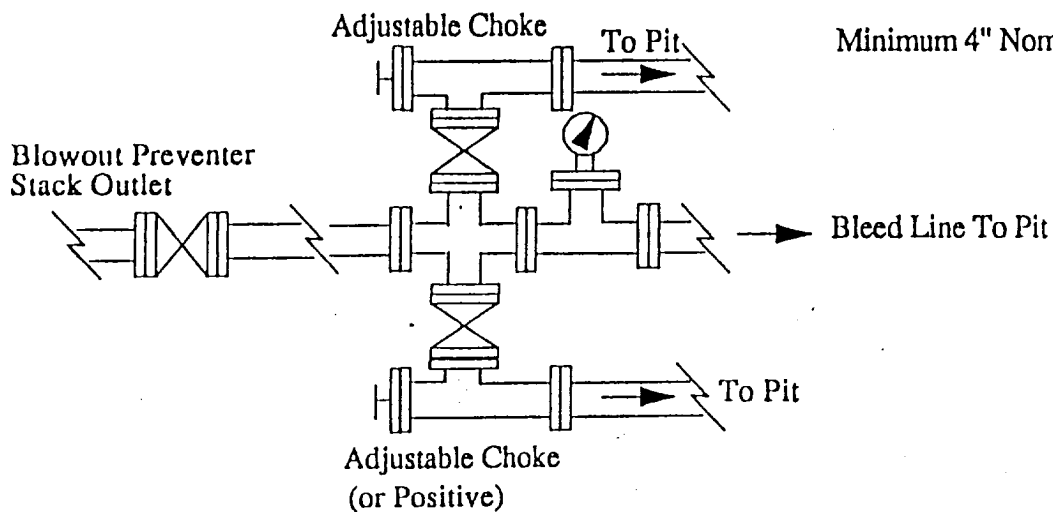 Adjustable Choke
To Pit
Minimum 4" Nom
Blowout Preventer
Stack Outlet
Bleed Line To Pit
To Pit
Adjustable Choke
(or Positive)